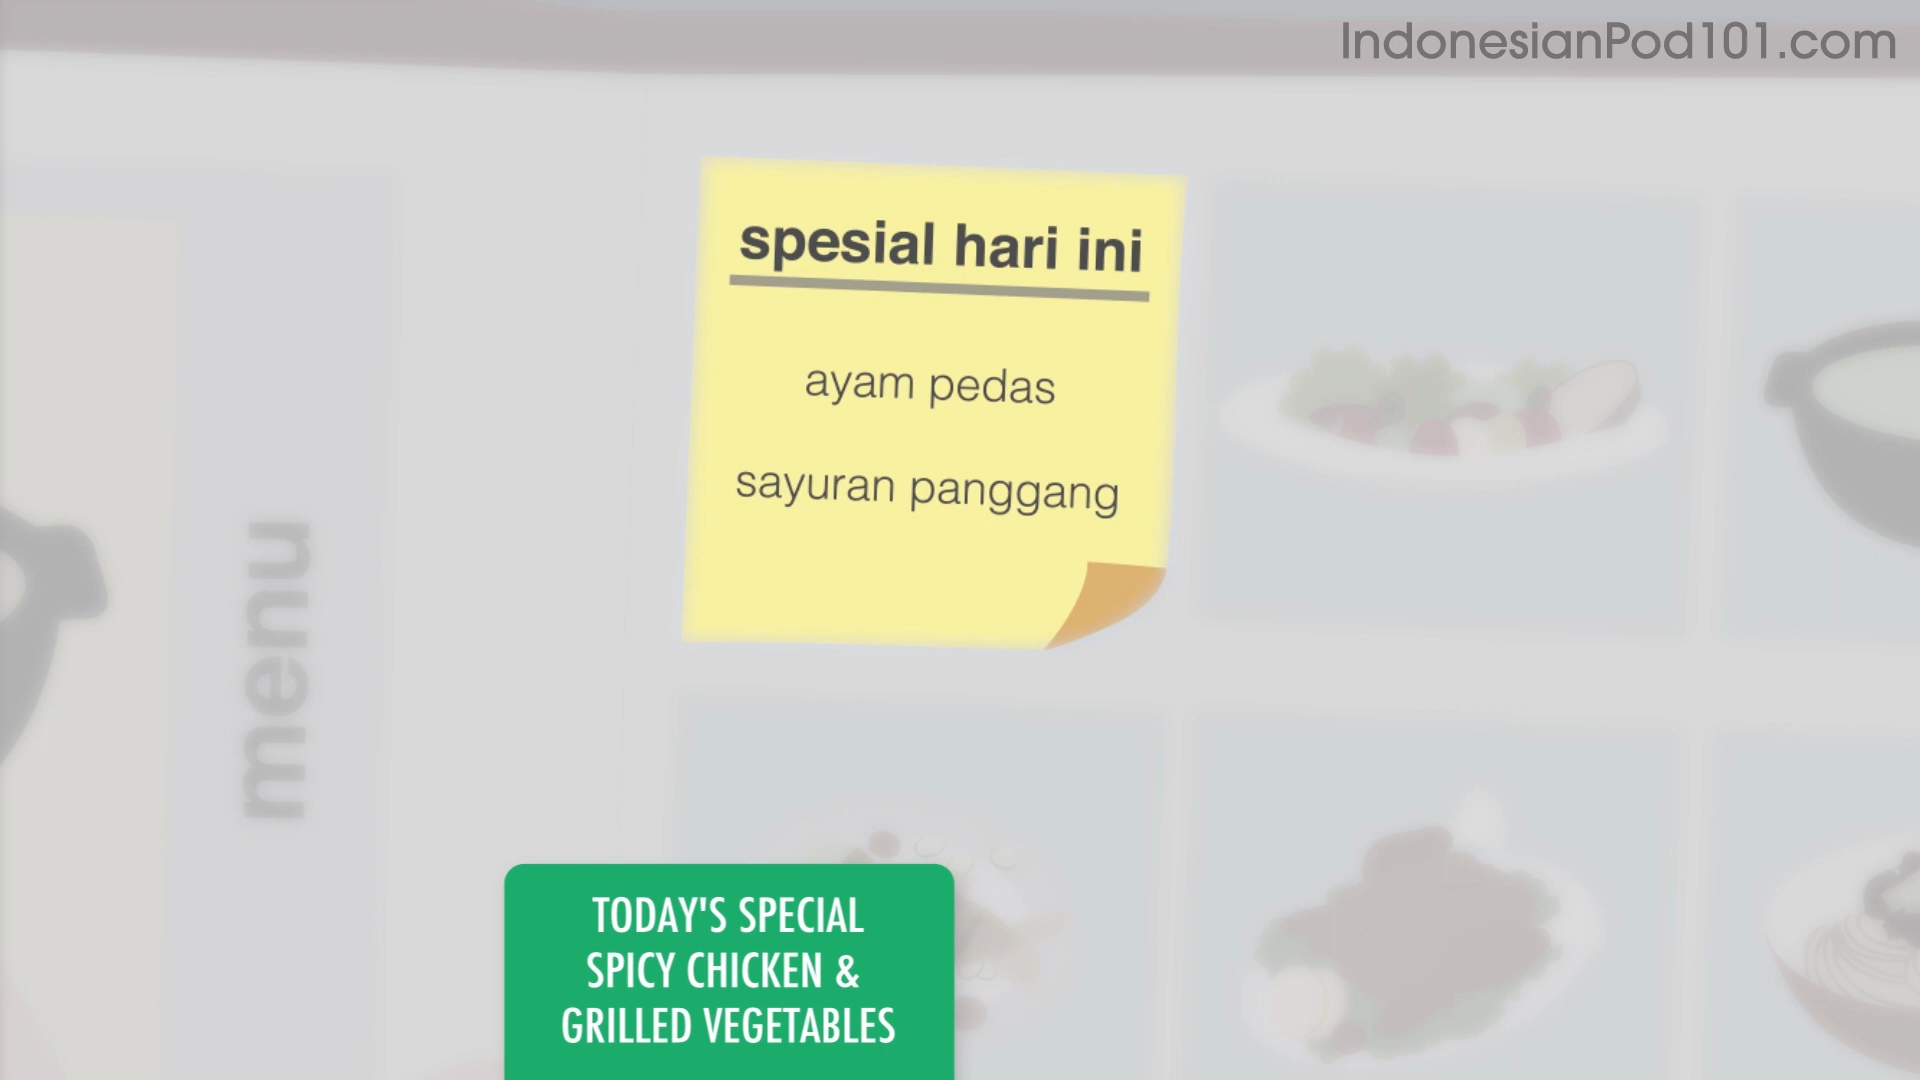 IndonesianPod101.com
spesial hari ini
ayam pedas
sayuran panggang
menu
TODAY'S SPECIAL
SPICY CHICKEN &
GRILLED VEGETABLES